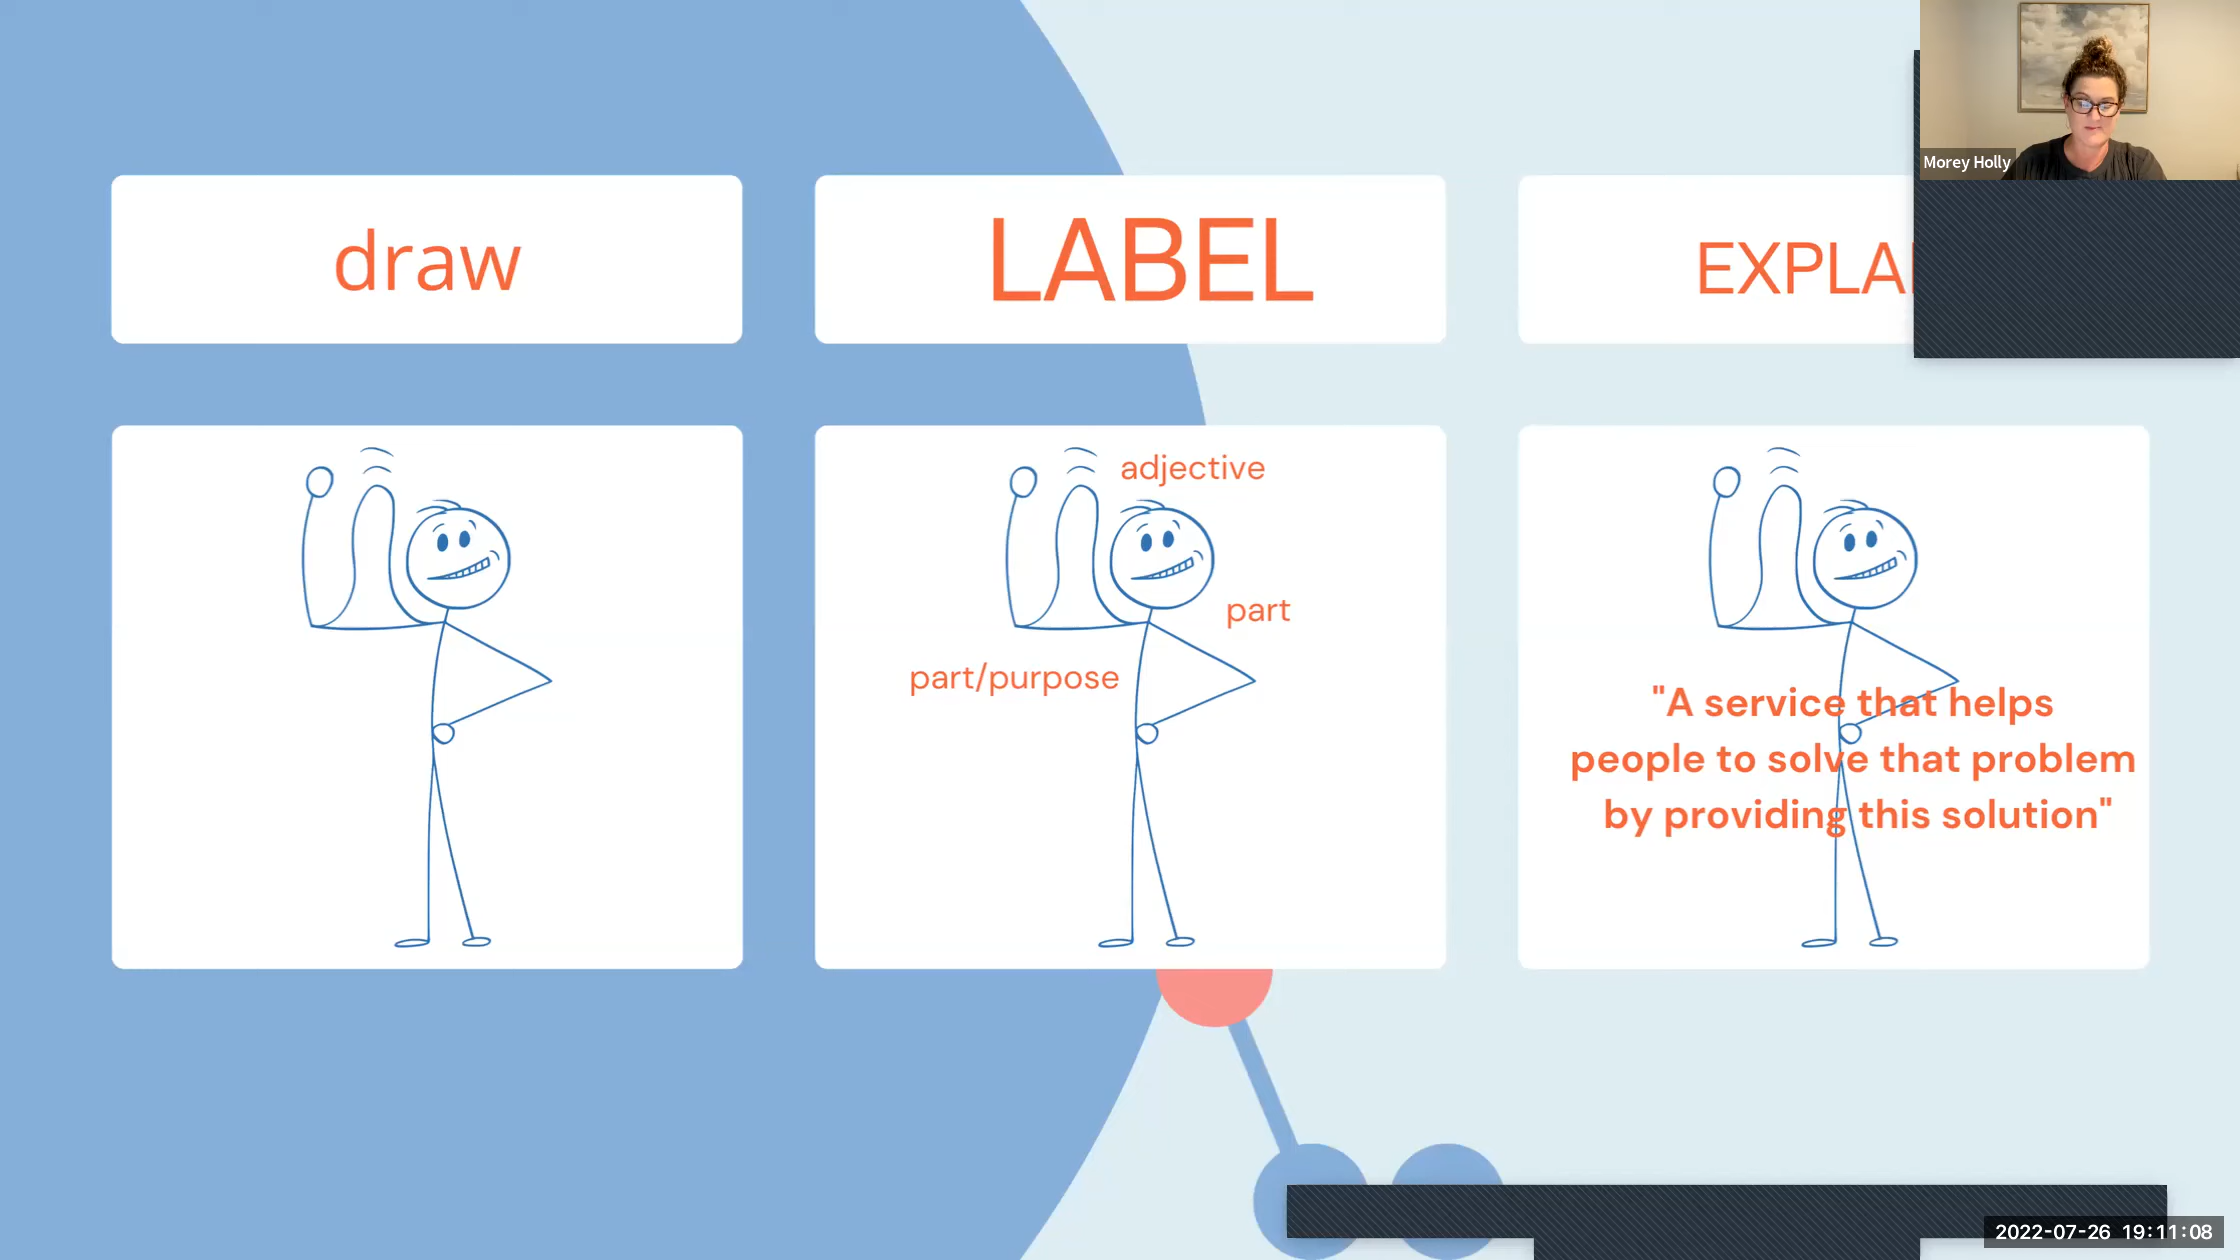 Morey Holly
draw
LABEL
EXPLA
adjective
part
part/purpose
"A service that helps
people to solve that problem
by providing this solution"
2022-07-26 19:11:08